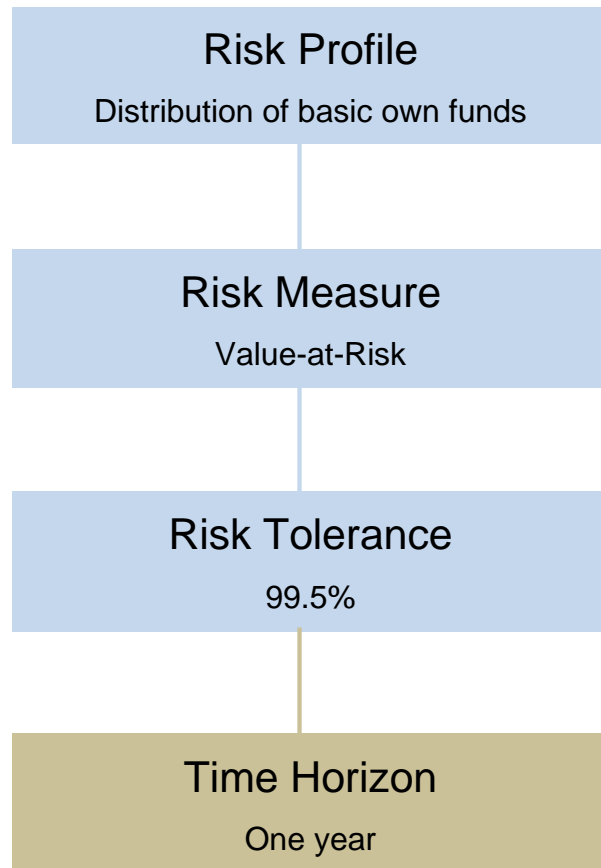 Risk Profile
Distribution of basic own funds
Risk Measure
Value-at-Risk
Risk Tolerance
99.5%
Time Horizon
One year